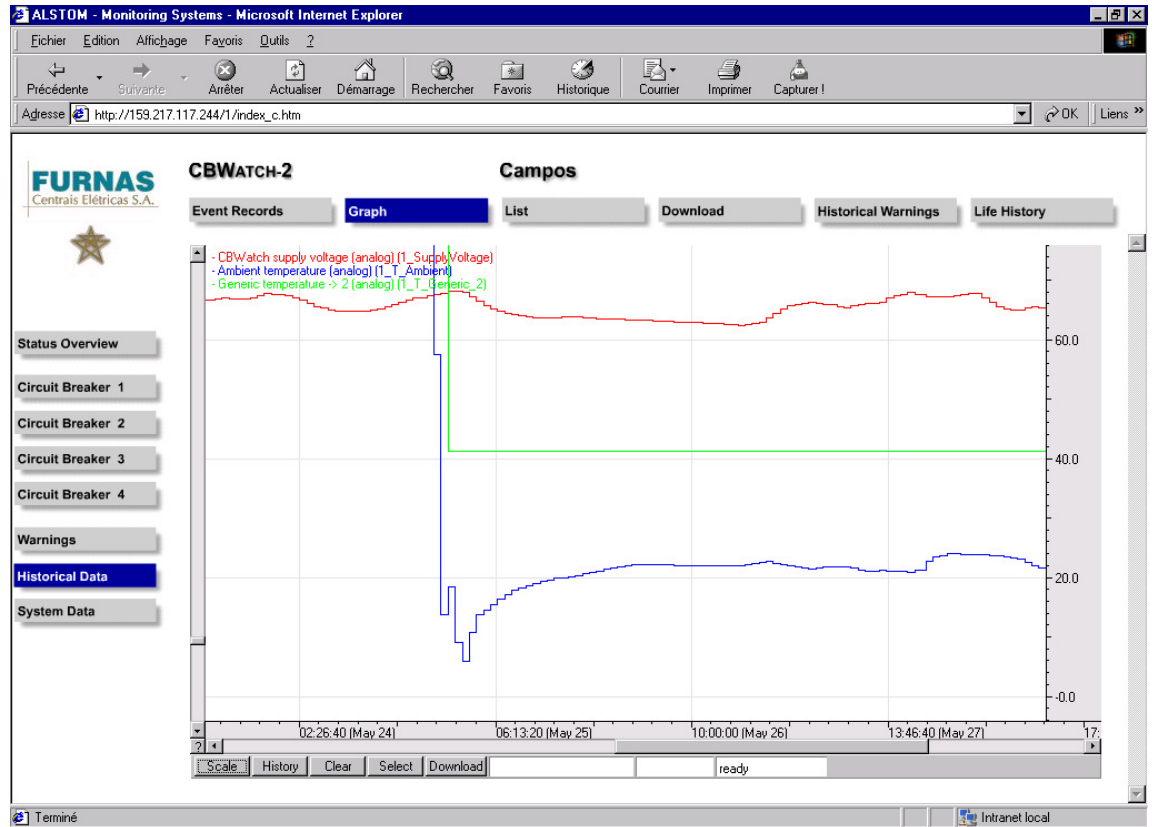 ALSTOM - Monitoring Systems - Microsoft Internet Explorer
Fichier Edition Affichage Favoris Outils ?
Précédente Suivante Arrêter Actualiser Démarrage Rechercher Favoris Historique Courrier Imprimer Capturer !
Adresse http://159.217.117.244/1/index_c.htm OK Liens »
FURNAS
Centrais Elétricas S.A.
CBWATCH-2 Campos
Event Records Graph List Download Historical Warnings Life History
- CBWatch supply voltage (analog) (1_SupplyVoltage)
- Ambient temperature (analog) (1_T_Ambient)
- Generic temperature -> 2 (analog) (1_T_Generic_2)
Status Overview
Circuit Breaker 1
Circuit Breaker 2
Circuit Breaker 3
Circuit Breaker 4
Warnings
Historical Data
System Data
60.0
40.0
20.0
-0.0
02:26:40 (May 24) 06:13:20 (May 25) 10:00:00 (May 26) 13:46:40 (May 27) 17:
?
Scale History Clear Select Download ready
Terminé Intranet local